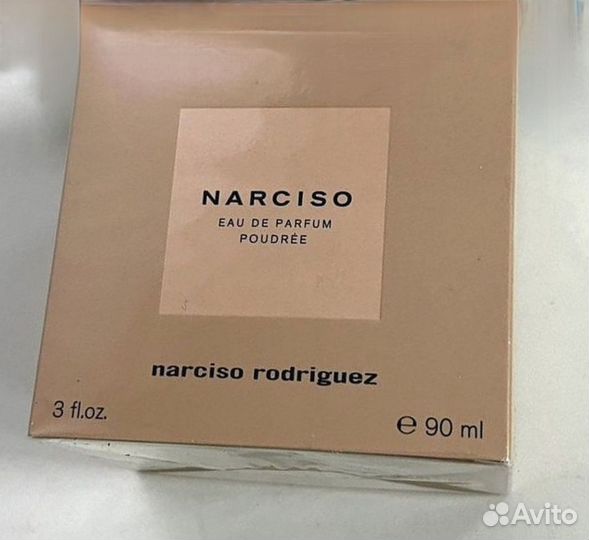 NARCISO
EAU DE PARFUM
POUDRÉE
narciso rodriguez
3 fl.oz.
e 90 ml
Avito